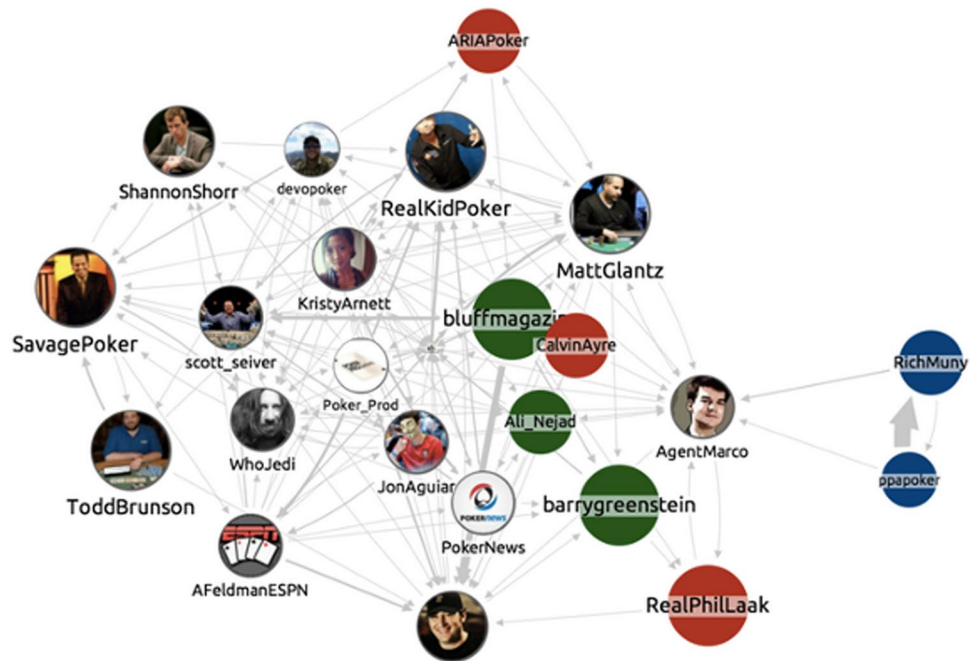 ARIAPoker
ShannonShorr
devopoker
RealKidPoker
MattGlantz
KristyArnett
bluffmagazin
SavagePoker
scott_seiver
CalvinAyre
RichMuny
Poker_Prod
Ali_Nejad
AgentMarco
WhoJedi
ppapoker
JonAguiar
ToddBrunson
POKERNEWS
barrygreenstein
PokerNews
ESPN
AFeldmanESPN
RealPhilLaak